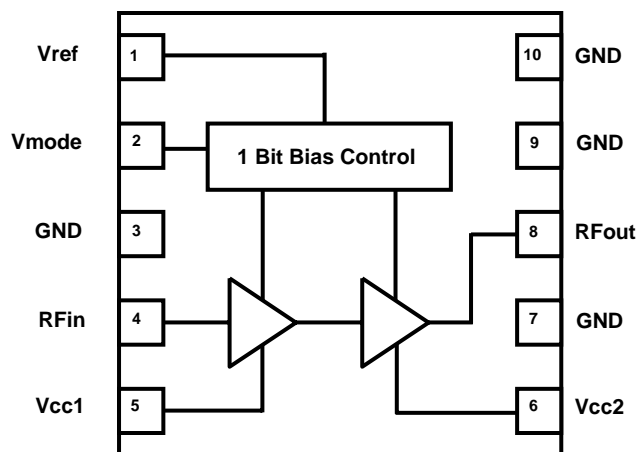 Vref 1 10 GND
Vmode 2 1 Bit Bias Control 9 GND
GND 3 8 RFout
RFin 4 7 GND
Vcc1 5 6 Vcc2